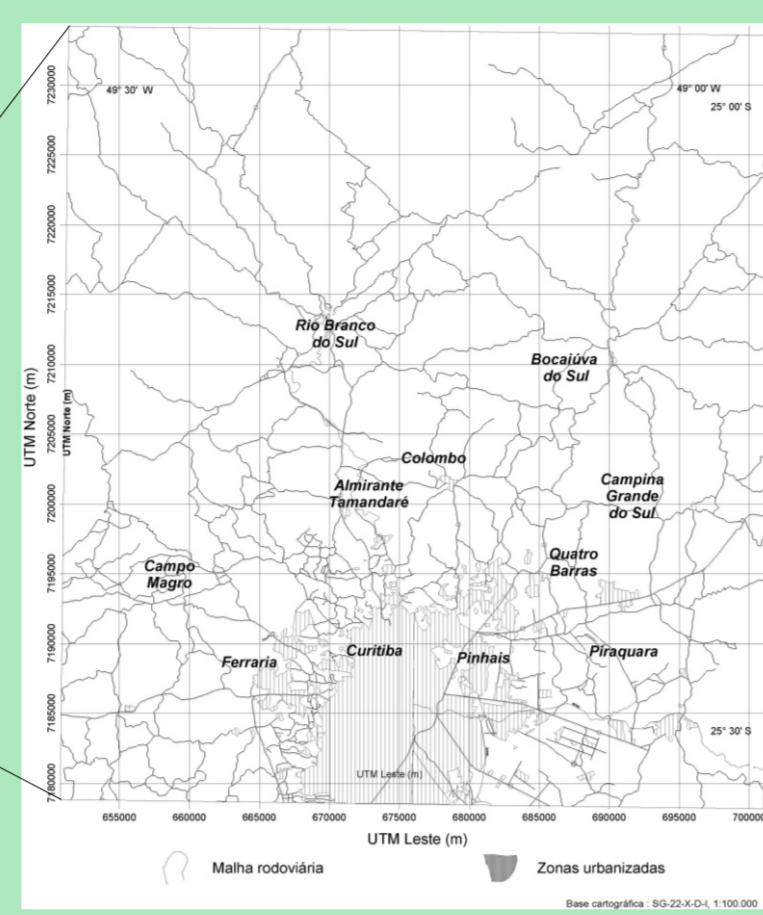 49° 30' W
49° 00' W
25° 00' S
7230000
7225000
7220000
7215000
7210000
7205000
7200000
7195000
7190000
7185000
7180000
UTM Norte (m)
UTM Norte (m)
Rio Branco
do Sul
Bocaiúva
do Sul
Colombo
Almirante
Tamandaré
Campina
Grande
do Sul
Quatro
Barras
Campo
Magro
Ferraria
Curitiba
Pinhais
Piraquara
25° 30' S
UTM Leste (m)
655000
660000
665000
670000
675000
680000
685000
690000
695000
700000
UTM Leste (m)
Malha rodoviária
Zonas urbanizadas
Base cartográfica : SG-22-X-D-I, 1:100.000